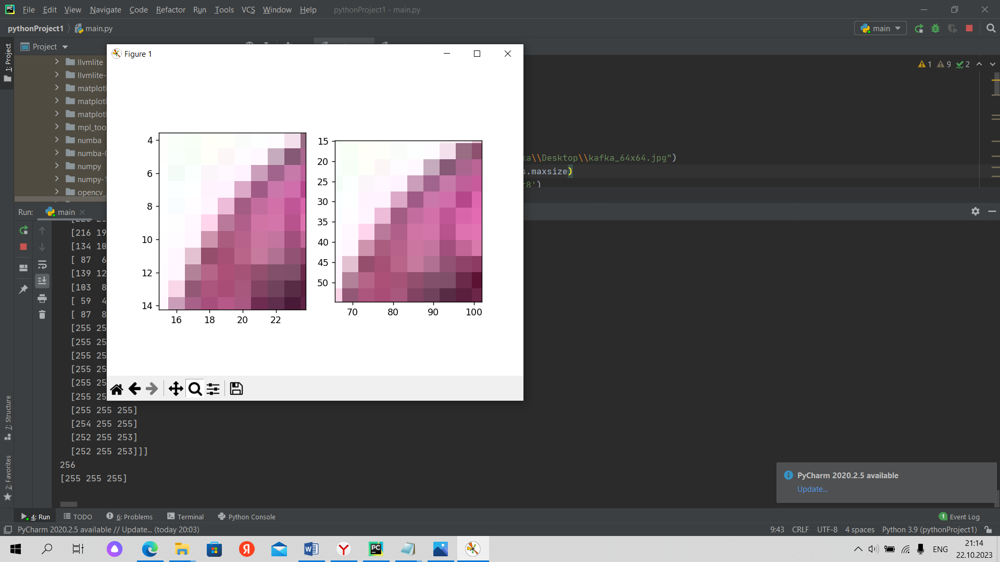 File Edit View Navigate Code Refactor Run Tools VCS Window Help pythonProject1 - main.py
pythonProject1 main.py
main
1: Project
Project
Figure 1
llvmlite
llvmlite-
matplotl
matplotl
matplotl
mpl_too
numba
numba-0
numpy
numpy-1
opencv_
1 9 2
\\Desktop\\kafka_64x64.jpg")
.maxsize)
8')
4
6
8
10
12
14
16 18 20 22
15
20
25
30
35
40
45
50
70 80 90 100
Run: main
[216 19
[134 10
[ 87 6
[139 12
[103 8
[ 59 4
[ 87 8
[255 25
[255 25
[255 25
[255 25
[255 25
[255 25
[255 255 255]
[254 255 255]
[252 255 253]
[252 255 253]]]
256
[255 255 255]
7: Structure
2: Favorites
PyCharm 2020.2.5 available
Update...
4: Run TODO 6: Problems Terminal Python Console
1 Event Log
PyCharm 2020.2.5 available // Update... (today 20:03)
9:43 CRLF UTF-8 4 spaces Python 3.9 (pythonProject1)
ENG
21:14
22.10.2023